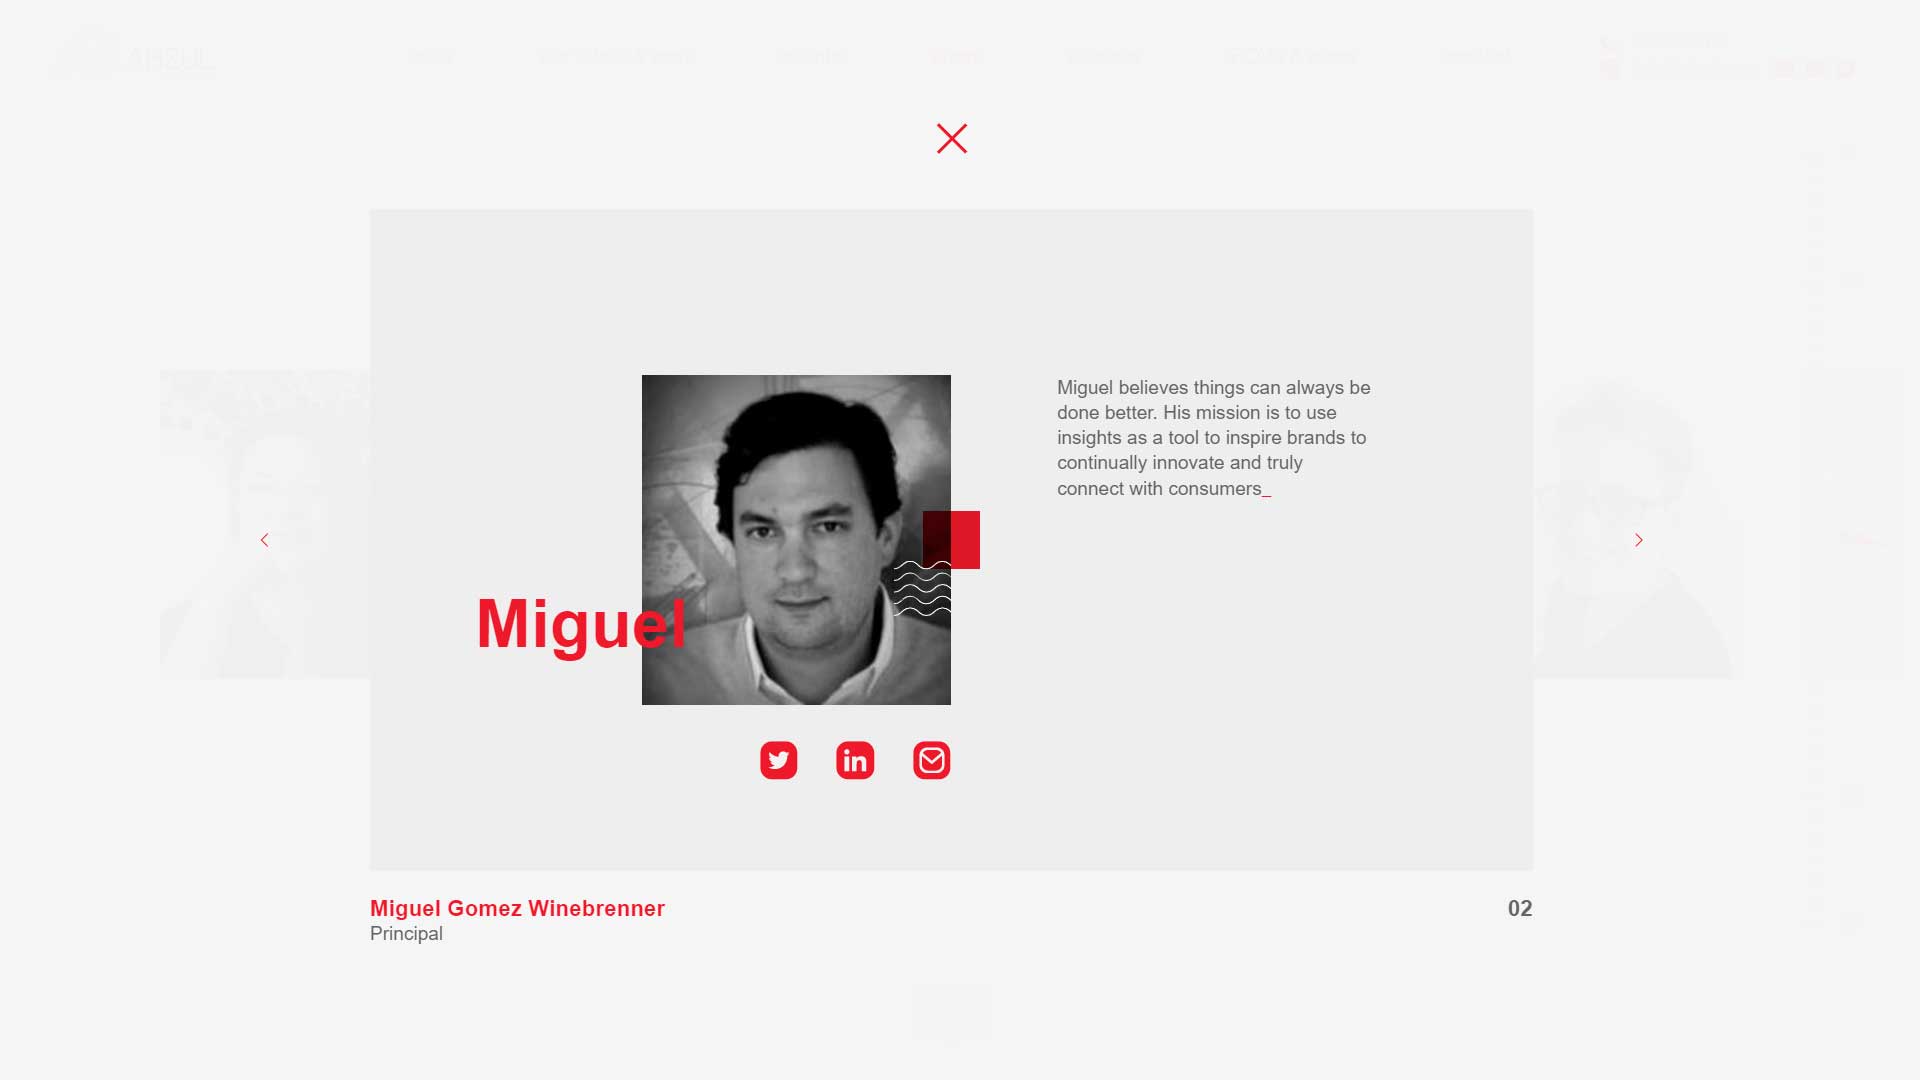 Miguel believes things can always be
done better. His mission is to use
insights as a tool to inspire brands to
continually innovate and truly
connect with consumers_
Miguel
in
Miguel Gomez Winebrenner
02
Principal